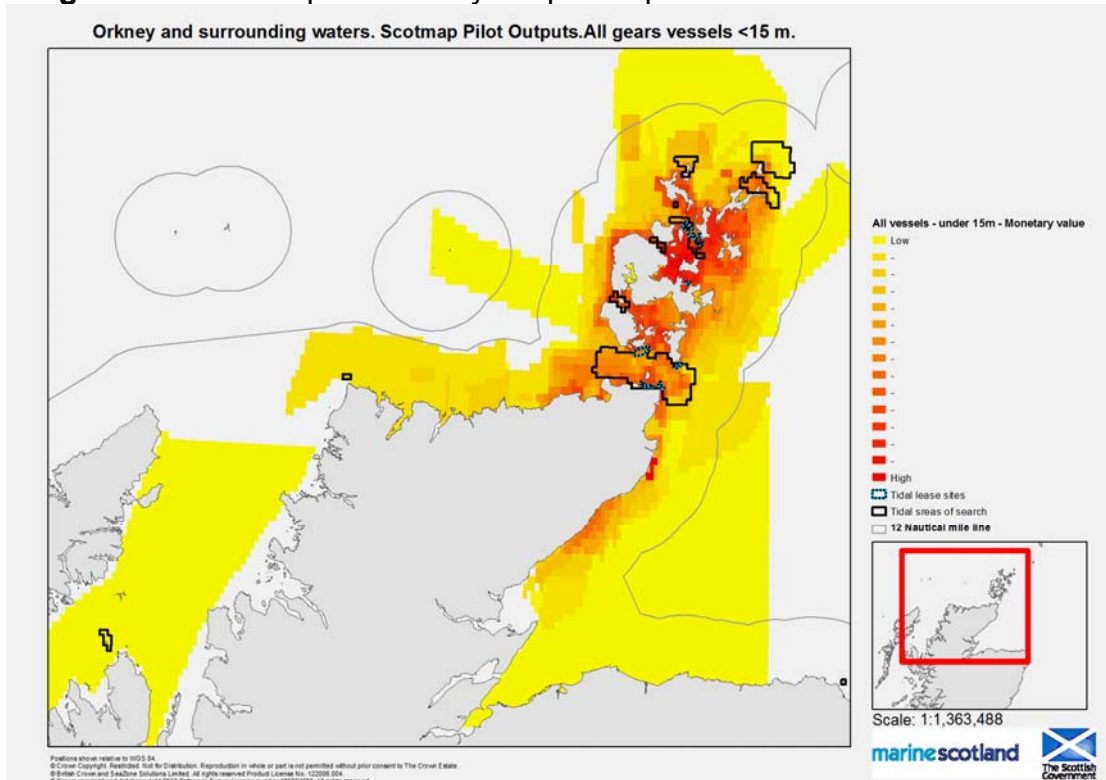 Orkney and surrounding waters. Scotmap Pilot Outputs.All gears vessels <15 m.
All vessels - under 15m - Monetary value
Low
-
-
-
-
-
-
-
-
-
-
-
-
-
High
Tidal lease sites
Tidal sreas of search
12 Nautical mile line
Scale: 1:1,363,488
marinescotland
The Scottish
Government
Positions shown relative to WGS 84.
© Crown Copyright. Restricted. Not for Distribution. Reproduction in whole or part is not permitted without prior consent to The Crown Estate.
© British Crown and SeaZone Solutions Limited. All rights reserved Product License No. 122006.004.